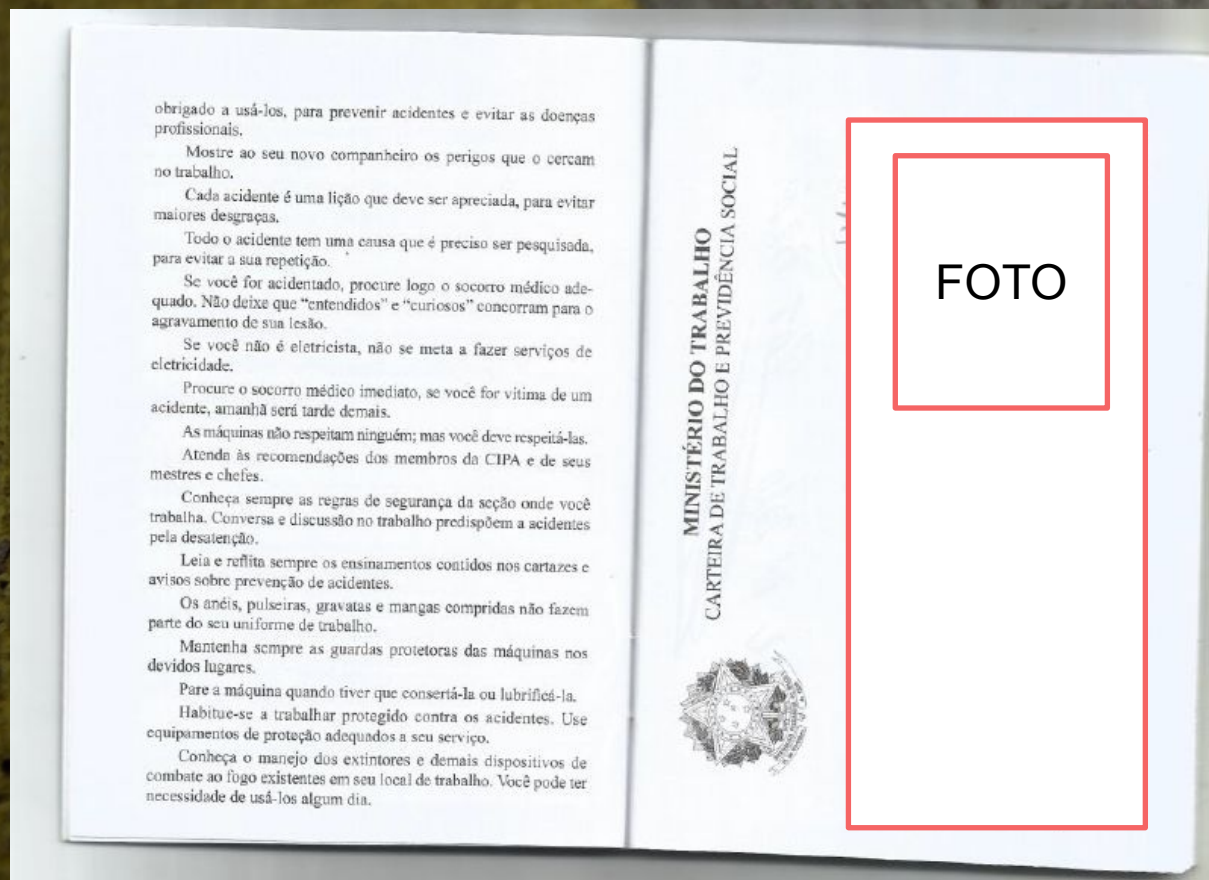 obrigado a usá-los, para prevenir acidentes e evitar as doenças
profissionais.
Mostre ao seu novo companheiro os perigos que o cercam
no trabalho.
Cada acidente é uma lição que deve ser apreciada, para evitar
maiores desgraças.
Todo o acidente tem uma causa que é preciso ser pesquisada,
para evitar a sua repetição.
Se você for acidentado, procure logo o socorro médico ade-
quado. Não deixe que “entendidos” e “curiosos” concorram para o
agravamento de sua lesão.
Se você não é eletricista, não se meta a fazer serviços de
eletricidade.
Procure o socorro médico imediato, se você for vitima de um
acidente, amanhã será tarde demais.
As máquinas não respeitam ninguém; mas você deve respeitá-las.
Atenda às recomendações dos membros da CIPA e de seus
mestres e chefes.
Conheça sempre as regras de segurança da seção onde você
trabalha. Conversa e discussão no trabalho predispõem a acidentes
pela desatenção.
Leia e reflita sempre os ensinamentos contidos nos cartazes e
avisos sobre prevenção de acidentes.
Os anéis, pulseiras, gravatas e mangas compridas não fazem
parte do seu uniforme de trabalho.
Mantenha sempre as guardas protetoras das máquinas nos
devidos lugares.
Pare a máquina quando tiver que consertá-la ou lubrificá-la.
Habitue-se a trabalhar protegido contra os acidentes. Use
equipamentos de proteção adequados a seu serviço.
Conheça o manejo dos extintores e demais dispositivos de
combate ao fogo existentes em seu local de trabalho. Você pode ter
necessidade de usá-los algum dia.
MINISTÉRIO DO TRABALHO
CARTEIRA DE TRABALHO E PREVIDÊNCIA SOCIAL
FOTO